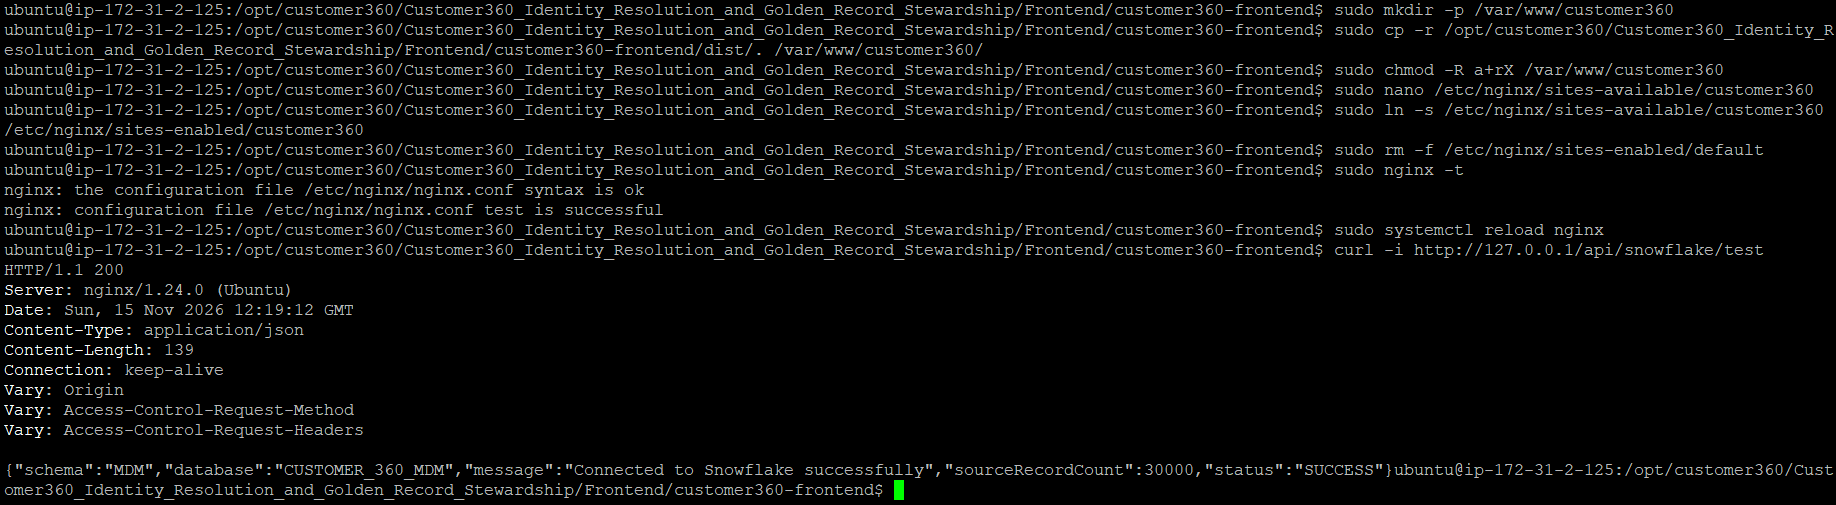 ubuntu@ip-172-31-2-125:/opt/customer360/Customer360_Identity_Resolution_and_Golden_Record_Stewardship/Frontend/customer360-frontend$ sudo mkdir -p /var/www/customer360
ubuntu@ip-172-31-2-125:/opt/customer360/Customer360_Identity_Resolution_and_Golden_Record_Stewardship/Frontend/customer360-frontend$ sudo cp -r /opt/customer360/Customer360_Identity_R
esolution_and_Golden_Record_Stewardship/Frontend/customer360-frontend/dist/. /var/www/customer360/
ubuntu@ip-172-31-2-125:/opt/customer360/Customer360_Identity_Resolution_and_Golden_Record_Stewardship/Frontend/customer360-frontend$ sudo chmod -R a+rX /var/www/customer360
ubuntu@ip-172-31-2-125:/opt/customer360/Customer360_Identity_Resolution_and_Golden_Record_Stewardship/Frontend/customer360-frontend$ sudo nano /etc/nginx/sites-available/customer360
ubuntu@ip-172-31-2-125:/opt/customer360/Customer360_Identity_Resolution_and_Golden_Record_Stewardship/Frontend/customer360-frontend$ sudo ln -s /etc/nginx/sites-available/customer360
/etc/nginx/sites-enabled/customer360
ubuntu@ip-172-31-2-125:/opt/customer360/Customer360_Identity_Resolution_and_Golden_Record_Stewardship/Frontend/customer360-frontend$ sudo rm -f /etc/nginx/sites-enabled/default
ubuntu@ip-172-31-2-125:/opt/customer360/Customer360_Identity_Resolution_and_Golden_Record_Stewardship/Frontend/customer360-frontend$ sudo nginx -t
nginx: the configuration file /etc/nginx/nginx.conf syntax is ok
nginx: configuration file /etc/nginx/nginx.conf test is successful
ubuntu@ip-172-31-2-125:/opt/customer360/Customer360_Identity_Resolution_and_Golden_Record_Stewardship/Frontend/customer360-frontend$ sudo systemctl reload nginx
ubuntu@ip-172-31-2-125:/opt/customer360/Customer360_Identity_Resolution_and_Golden_Record_Stewardship/Frontend/customer360-frontend$ curl -i http://127.0.0.1/api/snowflake/test
HTTP/1.1 200
Server: nginx/1.24.0 (Ubuntu)
Date: Sun, 15 Nov 2026 12:19:12 GMT
Content-Type: application/json
Content-Length: 139
Connection: keep-alive
Vary: Origin
Vary: Access-Control-Request-Method
Vary: Access-Control-Request-Headers

{"schema":"MDM","database":"CUSTOMER_360_MDM","message":"Connected to Snowflake successfully","sourceRecordCount":30000,"status":"SUCCESS"}ubuntu@ip-172-31-2-125:/opt/customer360/Cust
omer360_Identity_Resolution_and_Golden_Record_Stewardship/Frontend/customer360-frontend$